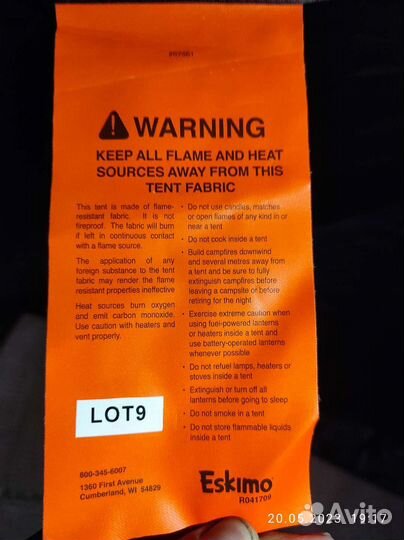 WARNING
KEEP ALL FLAME AND HEAT
SOURCES AWAY FROM THIS
TENT FABRIC
This tent is made of flame-
resistant fabric. It is not
fireproof. The fabric will burn
if left in continuous contact
with a flame source.
The application of any
foreign substance to the tent
fabric may render the flame
resistant properties ineffective
Heat sources burn oxygen
and emit carbon monoxide.
Use caution with heaters and
vent properly.
• Do not use candles, matches,
or open flames of any kind in or
near a tent
• Do not cook inside a tent
• Build campfires downwind
and several metres away from
a tent and be sure to fully
extinguish campfires before
leaving a campsite or before
retiring for the night
• Exercise extreme caution when
using fuel-powered lanterns
or heaters inside a tent and
use battery-operated lanterns
whenever possible
• Do not refuel lamps, heaters or
stoves inside a tent
• Extinguish or turn off all
lanterns before going to sleep
• Do not smoke in a tent
• Do not store flammable liquids
inside a tent
LOT9
800-345-6007
1360 First Avenue
Cumberland, WI 54829
Eskimo
R041709
20.05.2023 19:17
Avito